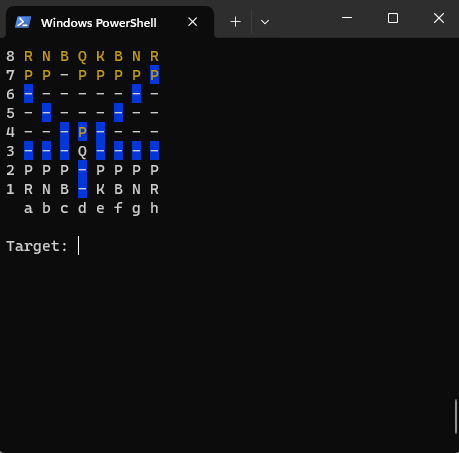 Windows PowerShell
8 R N B Q K B N R
7 P P - P P P P P
6 - - - - - - - -
5 - - - - - - - -
4 - - - P - - - -
3 - - - Q - - - -
2 P P P - P P P P
1 R N B - K B N R
a b c d e f g h
Target: